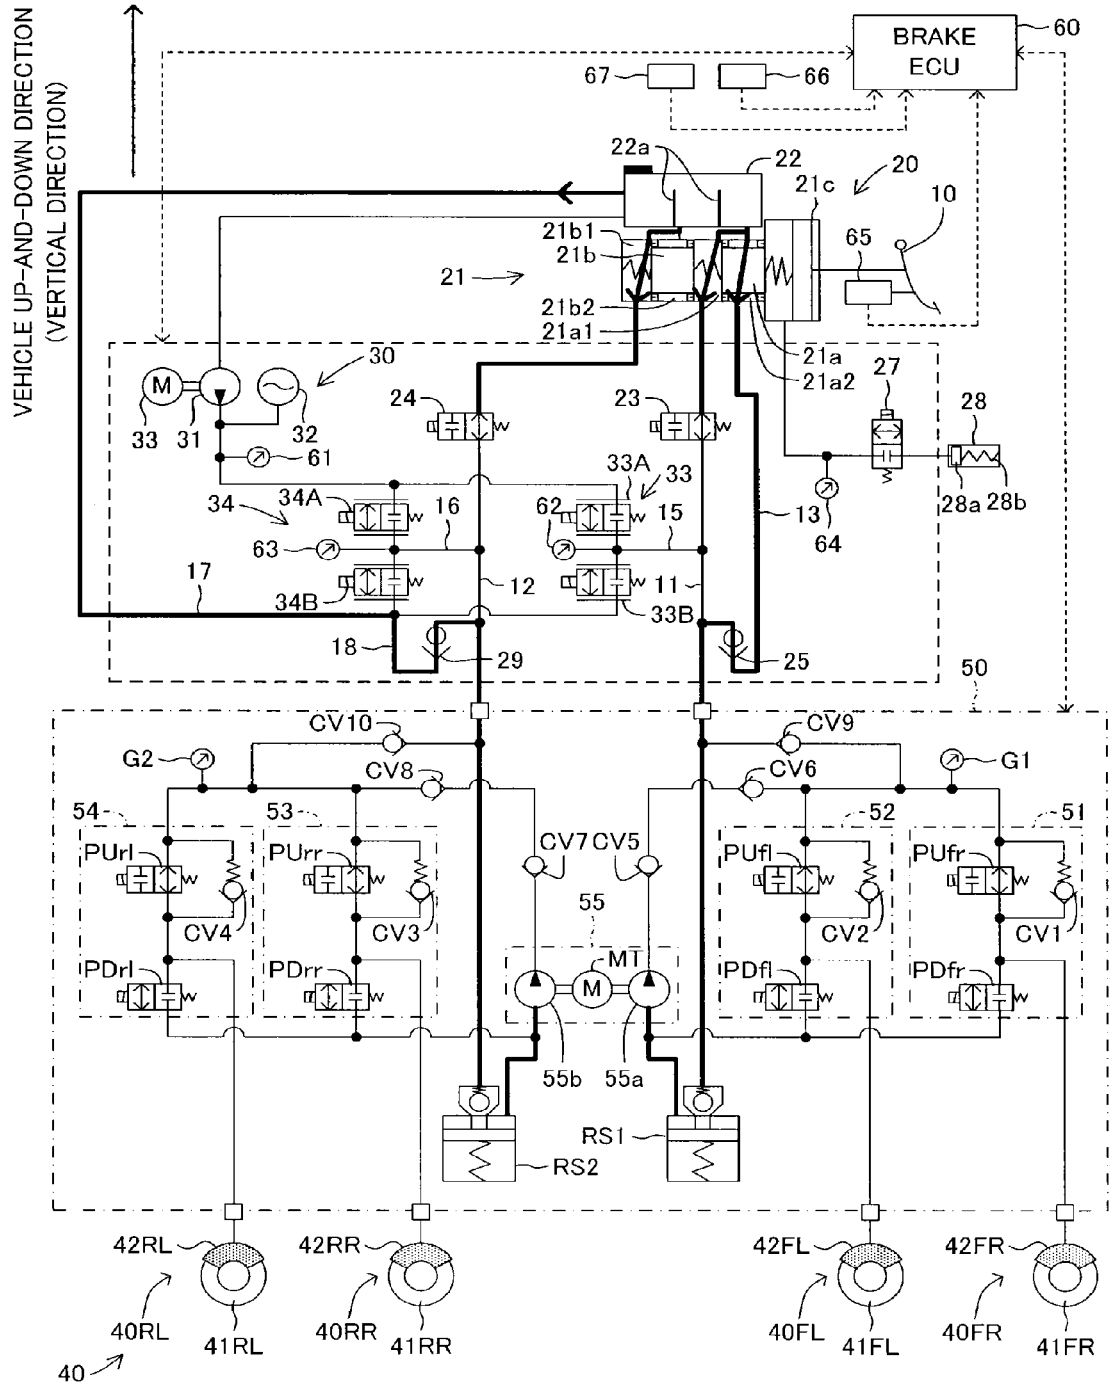 VEHICLE UP-AND-DOWN DIRECTION
(VERTICAL DIRECTION)
BRAKE
ECU
60
67
66
22a
22
20
21c
10
21b1
21b
65
21
21b2
21a1
21a
21a2
27
30
M
33
31
32
24
23
28
61
33A
33
28a
28b
34A
34
16
62
15
13
63
64
17
12
11
34B
33B
18
29
25
50
CV10
CV9
G2
CV8
CV6
G1
54
53
52
51
CV7
CV5
PUrl
PUrr
PUfl
PUfr
55
CV4
CV3
CV2
CV1
MT
PDrl
PDrr
M
PDfl
PDfr
55b
55a
RS1
RS2
42RL
42RR
42FL
42FR
40RL
41RL
40RR
41RR
40FL
41FL
40FR
41FR
40